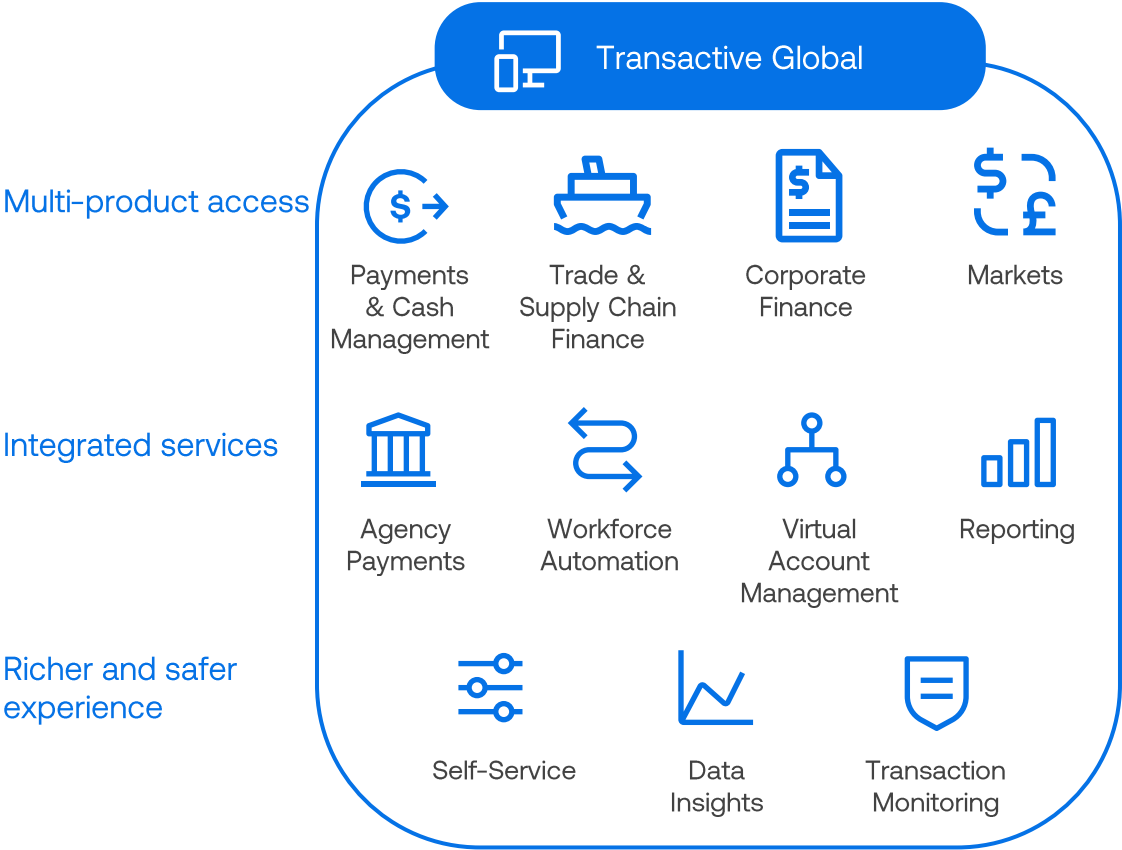 Transactive Global
Multi-product access
Payments
& Cash
Management
Trade &
Supply Chain
Finance
Corporate
Finance
Markets
Integrated services
Agency
Payments
Workforce
Automation
Virtual
Account
Management
Reporting
Richer and safer
experience
Self-Service
Data
Insights
Transaction
Monitoring